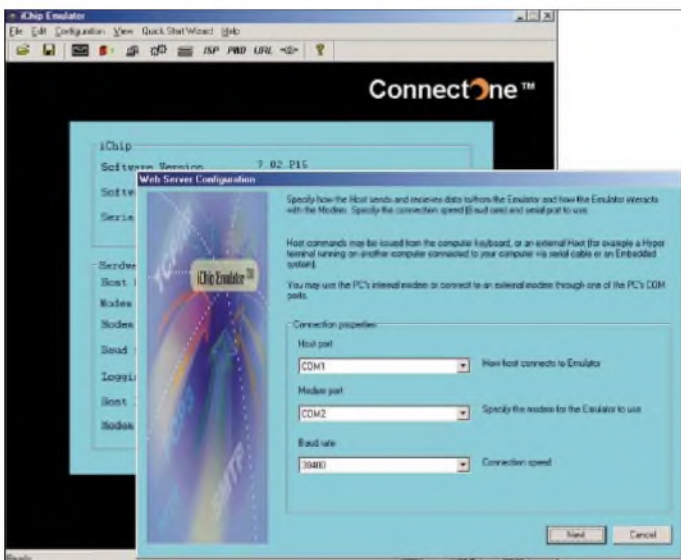 iChip Emulator
File Edit Configuration View Quick Start Wizard Help
ISP PWD URL
ConnectOne™
iChip
Software Version 7.02.P15
Web Server Configuration
Specify how the Host sends and receives data to/from the Emulator and how the Emulator interacts
with the Modem. Specify the connection speed (Baud rate) and serial port to use.
Host commands may be issued from the computer keyboard, or an external Host (for example a Hyper
terminal running on another computer connected to your computer via serial cable or an Embedded
system).
You may use the PC's internal modem or connect to an external modem through one of the PC's COM
ports.
iChip Emulator™
TCP/IP
POP3
SMTP
Softw
Seria
Hardwa
Host
Modem
Modem
Baud
Loggi
Host
Modem
Connection properties
Host port
COM1
How host connects to Emulator
Modem port
COM2
Specify the modem for the Emulator to use
Baud rate
38400
Connection speed
Next
Cancel